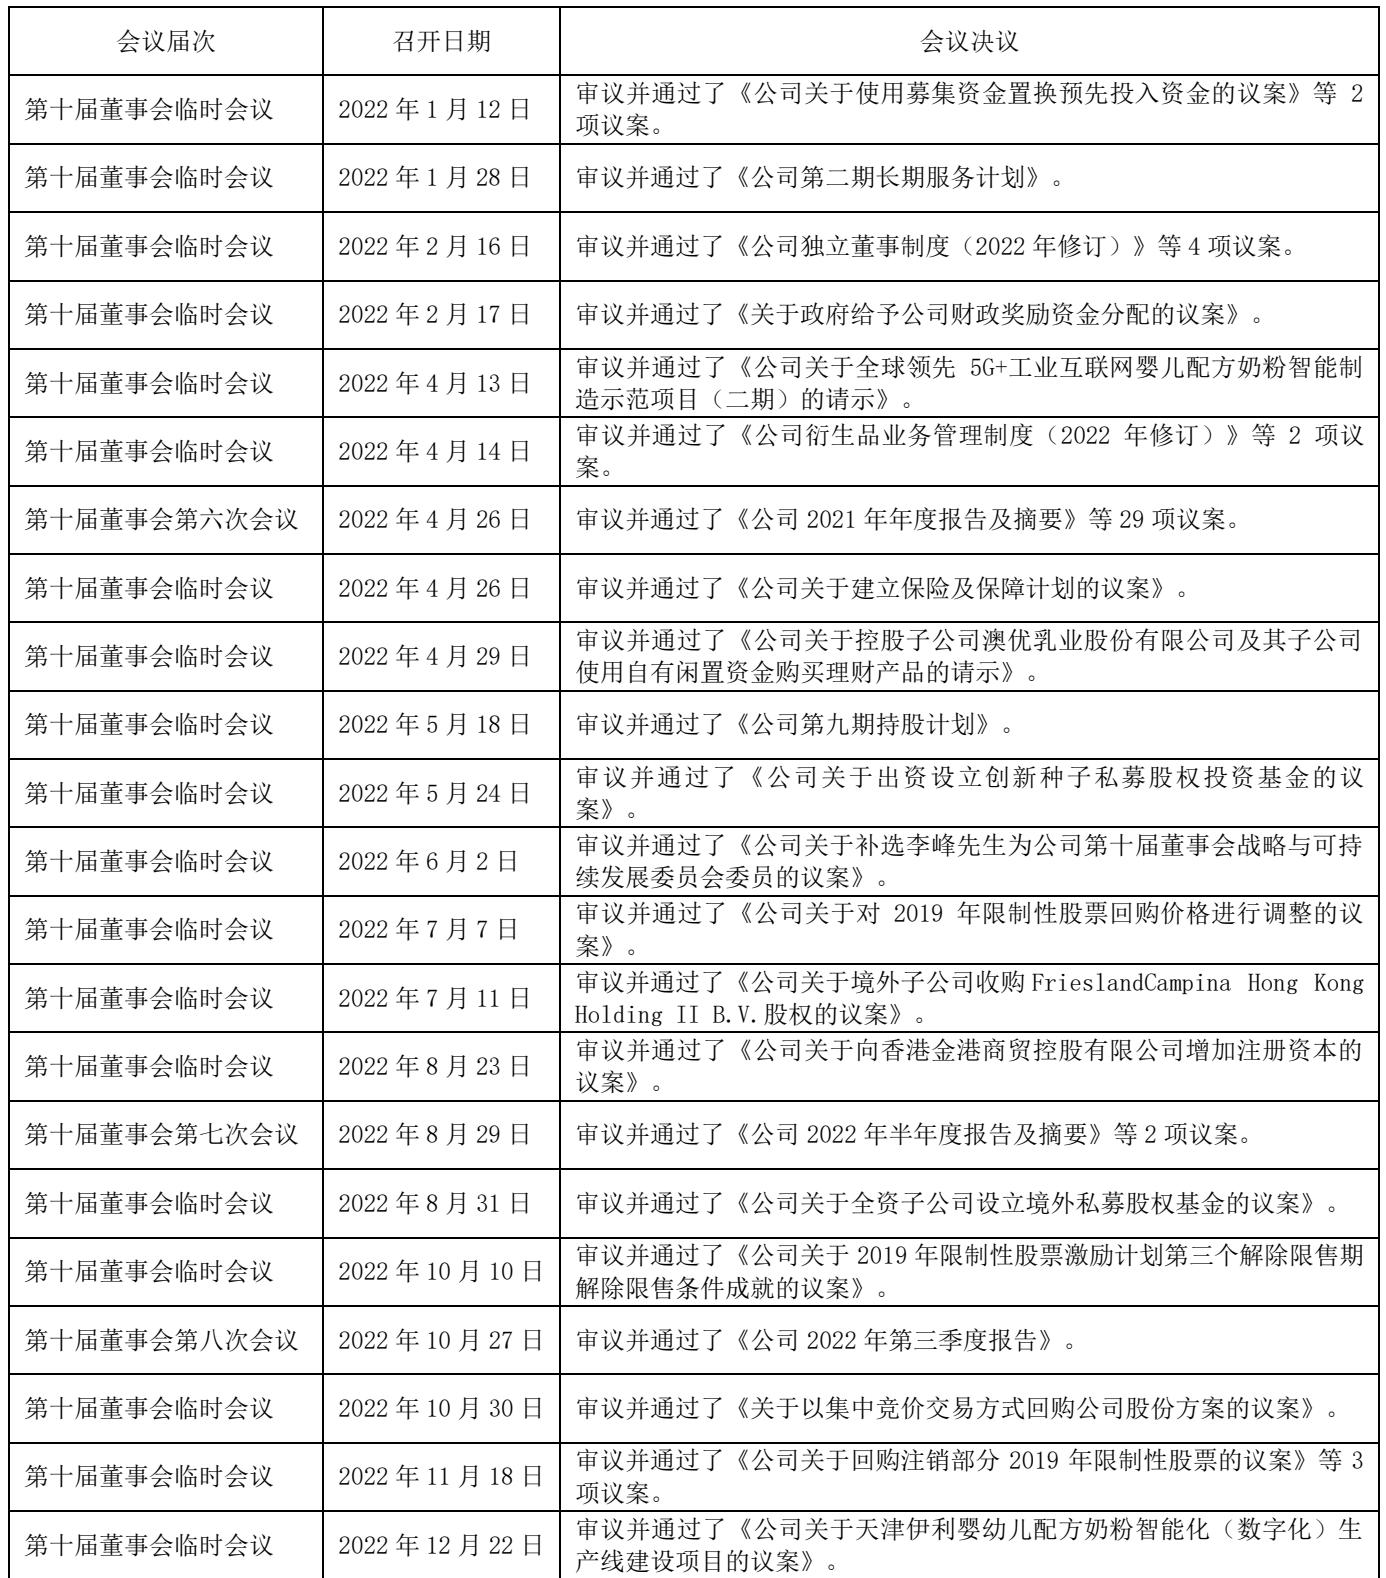 会议届次 召开日期 会议决议
第十届董事会临时会议 2022 年 1 月 12 日 审议并通过了《公司关于使用募集资金置换预先投入资金的议案》等 2
项议案。
第十届董事会临时会议 2022 年 1 月 28 日 审议并通过了《公司第二期长期服务计划》。
第十届董事会临时会议 2022 年 2 月 16 日 审议并通过了《公司独立董事制度（2022 年修订）》等 4 项议案。
第十届董事会临时会议 2022 年 2 月 17 日 审议并通过了《关于政府给予公司财政奖励资金分配的议案》。
第十届董事会临时会议 2022 年 4 月 13 日 审议并通过了《公司关于全球领先 5G+工业互联网婴儿配方奶粉智能制
造示范项目（二期）的请示》。
第十届董事会临时会议 2022 年 4 月 14 日 审议并通过了《公司衍生品业务管理制度（2022 年修订）》等 2 项议
案。
第十届董事会第六次会议 2022 年 4 月 26 日 审议并通过了《公司 2021 年年度报告及摘要》等 29 项议案。
第十届董事会临时会议 2022 年 4 月 26 日 审议并通过了《公司关于建立保险及保障计划的议案》。
第十届董事会临时会议 2022 年 4 月 29 日 审议并通过了《公司关于控股子公司澳优乳业股份有限公司及其子公司
使用自有闲置资金购买理财产品的请示》。
第十届董事会临时会议 2022 年 5 月 18 日 审议并通过了《公司第九期持股计划》。
第十届董事会临时会议 2022 年 5 月 24 日 审议并通过了《公司关于出资设立创新种子私募股权投资基金的议
案》。
第十届董事会临时会议 2022 年 6 月 2 日 审议并通过了《公司关于补选李峰先生为公司第十届董事会战略与可持
续发展委员会委员的议案》。
第十届董事会临时会议 2022 年 7 月 7 日 审议并通过了《公司关于对 2019 年限制性股票回购价格进行调整的议
案》。
第十届董事会临时会议 2022 年 7 月 11 日 审议并通过了《公司关于境外子公司收购 FrieslandCampina Hong Kong
Holding II B.V.股权的议案》。
第十届董事会临时会议 2022 年 8 月 23 日 审议并通过了《公司关于向香港金港商贸控股有限公司增加注册资本的
议案》。
第十届董事会第七次会议 2022 年 8 月 29 日 审议并通过了《公司 2022 年半年度报告及摘要》等 2 项议案。
第十届董事会临时会议 2022 年 8 月 31 日 审议并通过了《公司关于全资子公司设立境外私募股权基金的议案》。
第十届董事会临时会议 2022 年 10 月 10 日 审议并通过了《公司关于 2019 年限制性股票激励计划第三个解除限售期
解除限售条件成就的议案》。
第十届董事会第八次会议 2022 年 10 月 27 日 审议并通过了《公司 2022 年第三季度报告》。
第十届董事会临时会议 2022 年 10 月 30 日 审议并通过了《关于以集中竞价交易方式回购公司股份方案的议案》。
第十届董事会临时会议 2022 年 11 月 18 日 审议并通过了《公司关于回购注销部分 2019 年限制性股票的议案》等 3
项议案。
第十届董事会临时会议 2022 年 12 月 22 日 审议并通过了《公司关于天津伊利婴幼儿配方奶粉智能化（数字化）生
产线建设项目的议案》。